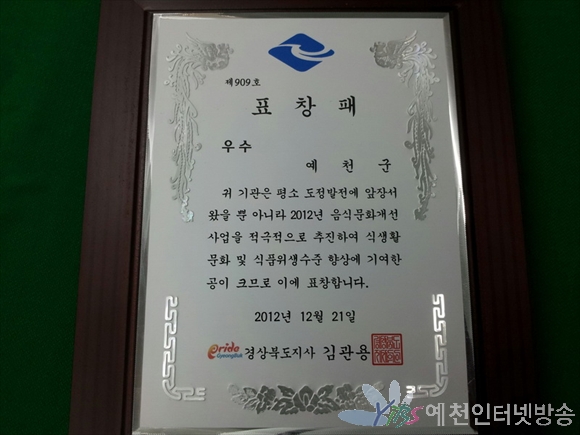 제909호
표 창 패
우수
예 천 군
귀 기관은 평소 도정발전에 앞장서
왔을 뿐 아니라 2012년 음식문화개선
사업을 적극적으로 추진하여 식생활
문화 및 식품위생수준 향상에 기여한
공이 크므로 이에 표창합니다.
2012년 12월 21일
Pride
GyeongBuk
경상북도지사 김관용
예천인터넷방송